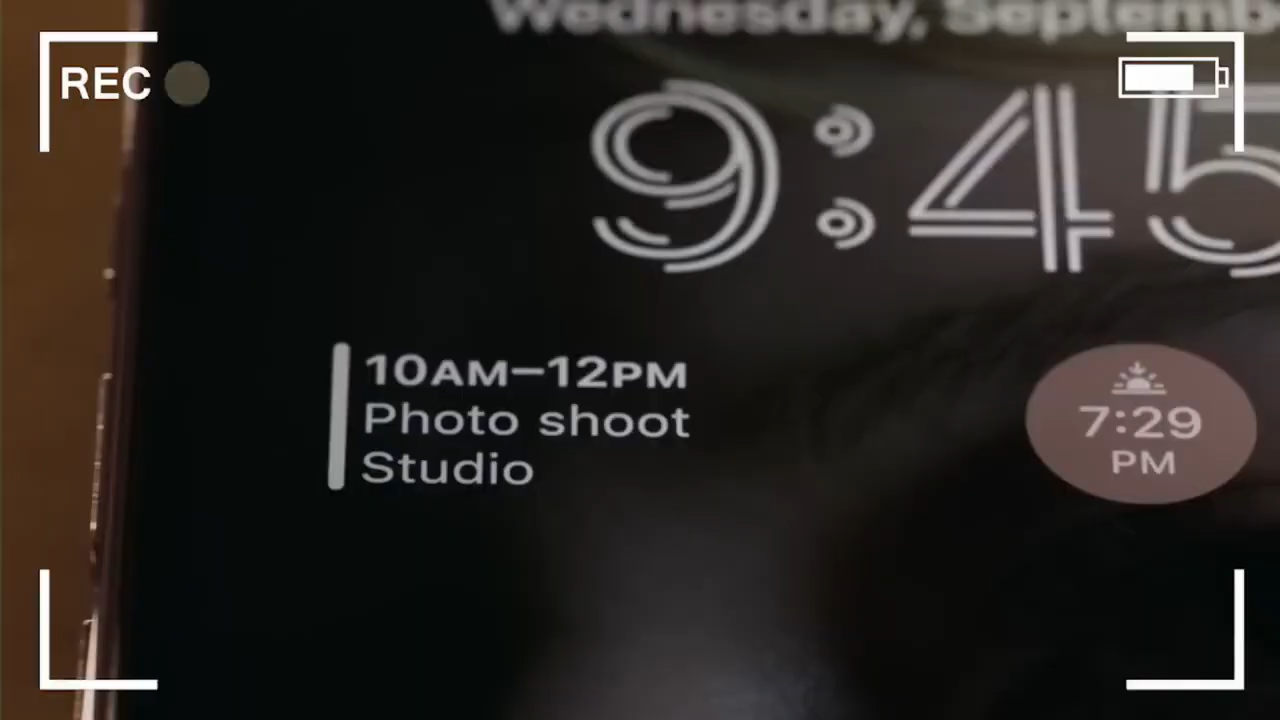 Wednesday, Septemb
REC
9:45
10AM–12PM
Photo shoot
Studio
7:29
PM